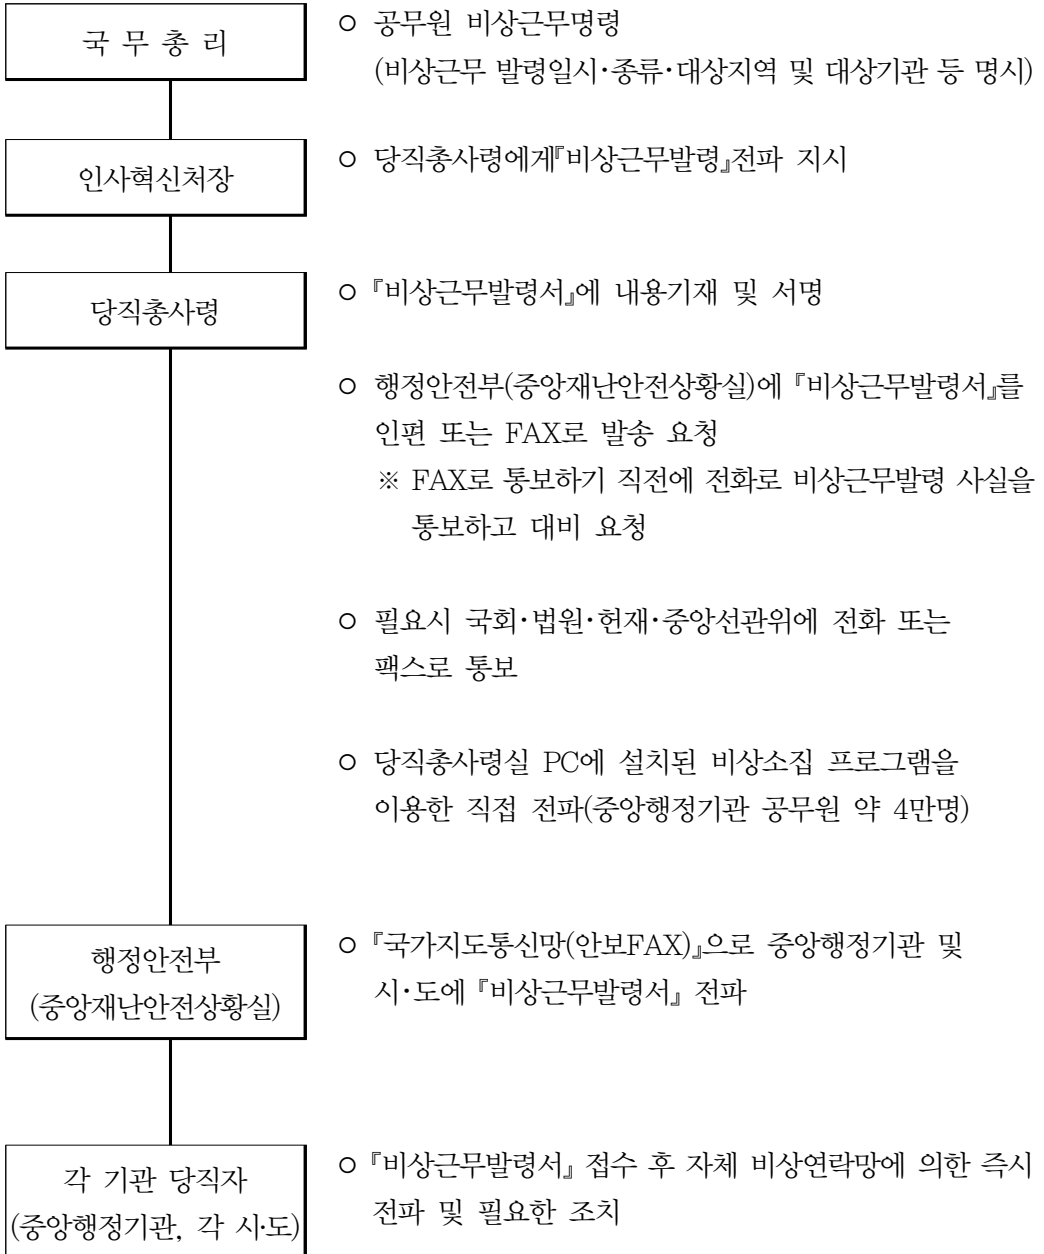 국 무 총 리
○ 공무원 비상근무명령
(비상근무 발령일시·종류·대상지역 및 대상기관 등 명시)
인사혁신처장
○ 당직총사령에게『비상근무발령』전파 지시
당직총사령
○『비상근무발령서』에 내용기재 및 서명
○ 행정안전부(중앙재난안전상황실)에 『비상근무발령서』를
인편 또는 FAX로 발송 요청
※ FAX로 통보하기 직전에 전화로 비상근무발령 사실을
통보하고 대비 요청
○ 필요시 국회·법원·헌재·중앙선관위에 전화 또는
팩스로 통보
○ 당직총사령실 PC에 설치된 비상소집 프로그램을
이용한 직접 전파(중앙행정기관 공무원 약 4만명)
행정안전부
(중앙재난안전상황실)
○『국가지도통신망(안보FAX)』으로 중앙행정기관 및
시·도에 『비상근무발령서』 전파
각 기관 당직자
(중앙행정기관, 각 시·도)
○『비상근무발령서』 접수 후 자체 비상연락망에 의한 즉시
전파 및 필요한 조치